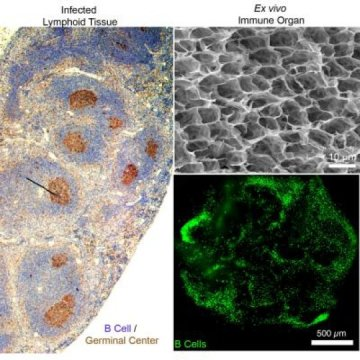 Infected
Lymphoid Tissue
Ex vivo
Immune Organ
10 µm
B Cell /
Germinal Center
B Cells
500 µm